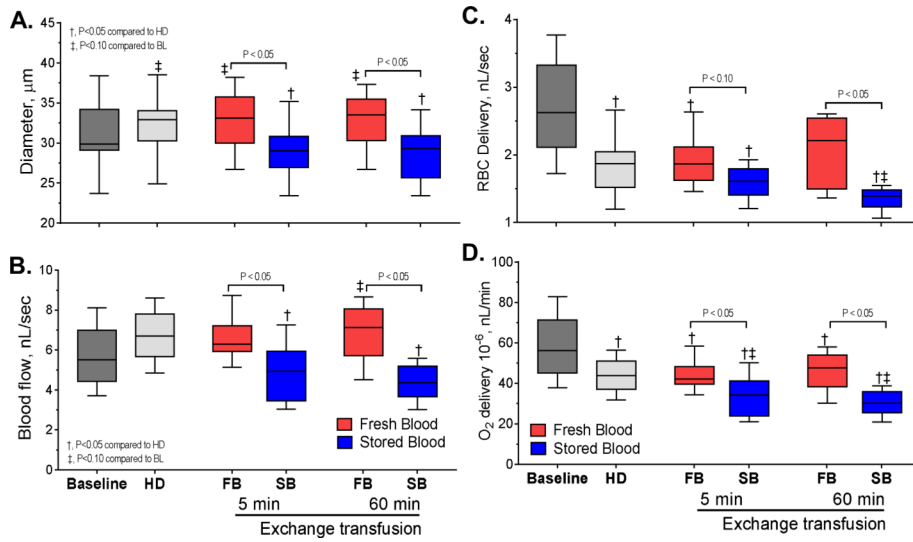 A.
†, P<0.05 compared to HD
‡, P<0.10 compared to BL
Diameter, µm
45
40
35
30
25
20
‡
‡
P < 0.05
†
‡
P < 0.05
†
B.
Blood flow, nL/sec
10
8
6
4
2
0
P < 0.05
†
‡
P < 0.05
†
Fresh Blood
Stored Blood
†, P<0.05 compared to HD
‡, P<0.10 compared to BL
Baseline HD FB SB FB SB
5 min 60 min
Exchange transfusion
C.
RBC Delivery, nL/sec
4
3
2
1
†
P < 0.10
†
†
P < 0.05
†‡
D.
O2 delivery 10-6, nL/min
100
80
60
40
20
0
†
P < 0.05
†
†‡
P < 0.05
†
†‡
Fresh Blood
Stored Blood
Baseline HD FB SB FB SB
5 min 60 min
Exchange transfusion